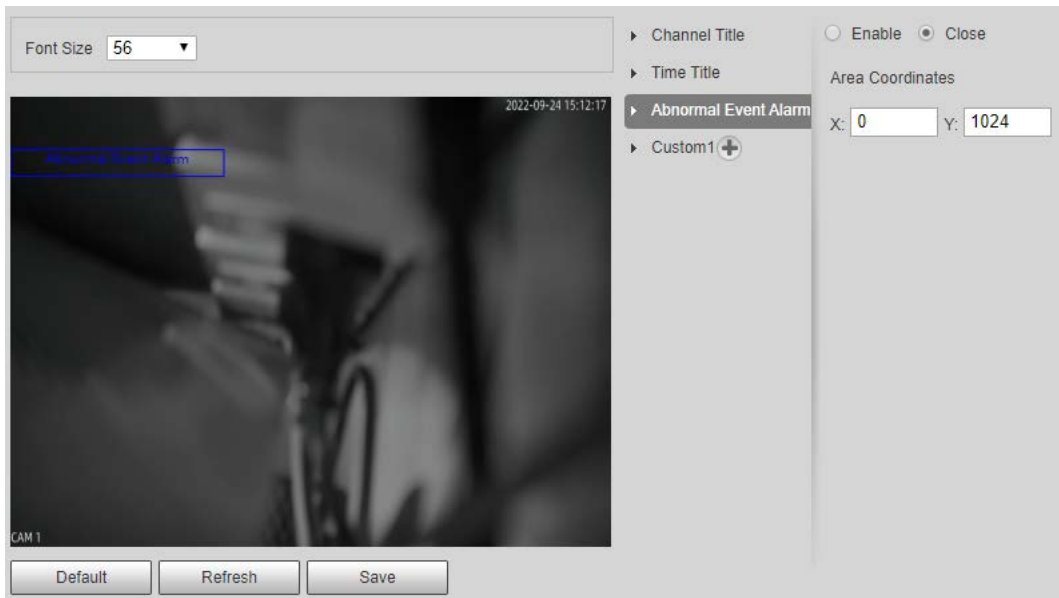 Font Size 56
2022-09-24 15:12:17
Abnormal Event Alarm
CAM 1
Default Refresh Save
Channel Title
Time Title
Abnormal Event Alarm
Custom1
Enable Close
Area Coordinates
X: 0 Y: 1024